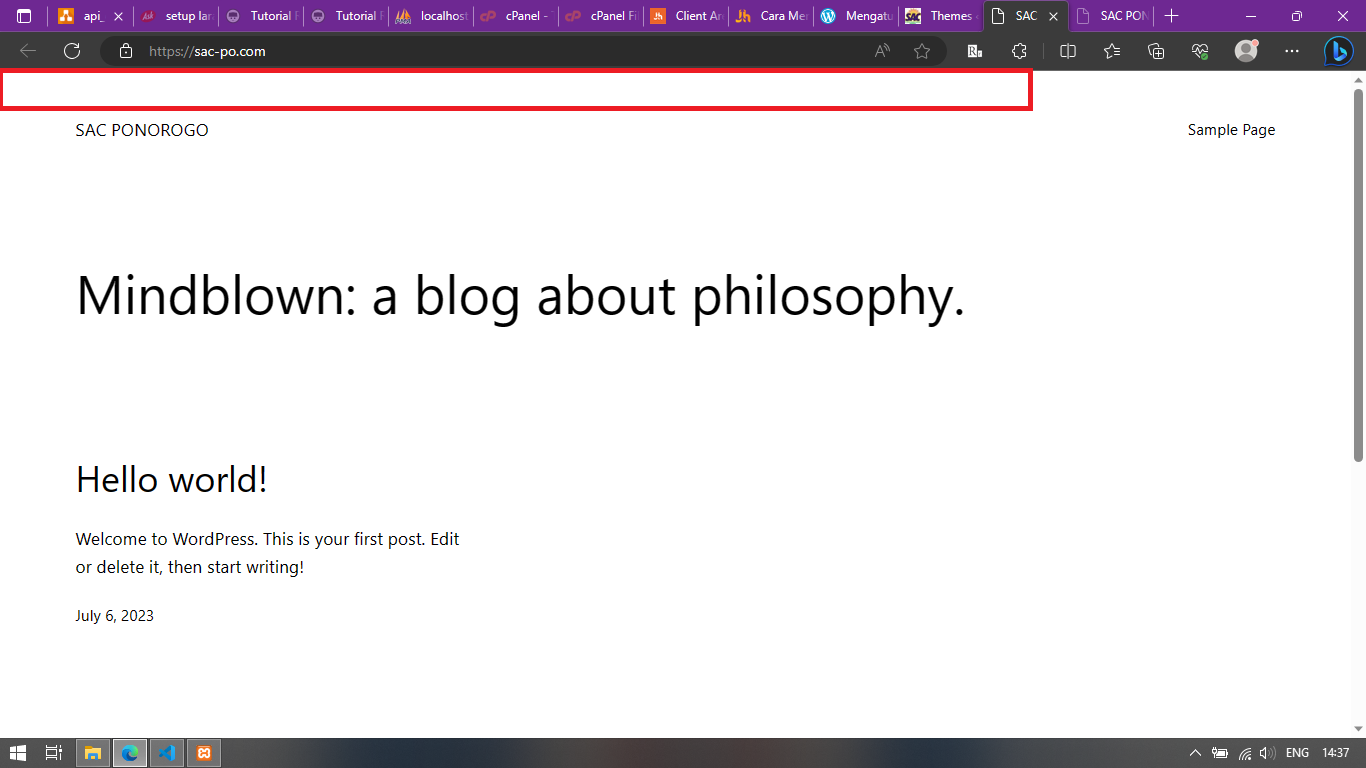 api_
setup lar
Tutorial F
Tutorial F
localhost
cPanel - T
cPanel Fi
Client Ar
Cara Mer
Mengatu
Themes
SAC
SAC PON
https://sac-po.com
SAC PONOROGO
Sample Page
Mindblown: a blog about philosophy.
Hello world!
Welcome to WordPress. This is your first post. Edit
or delete it, then start writing!
July 6, 2023
ENG
14:37